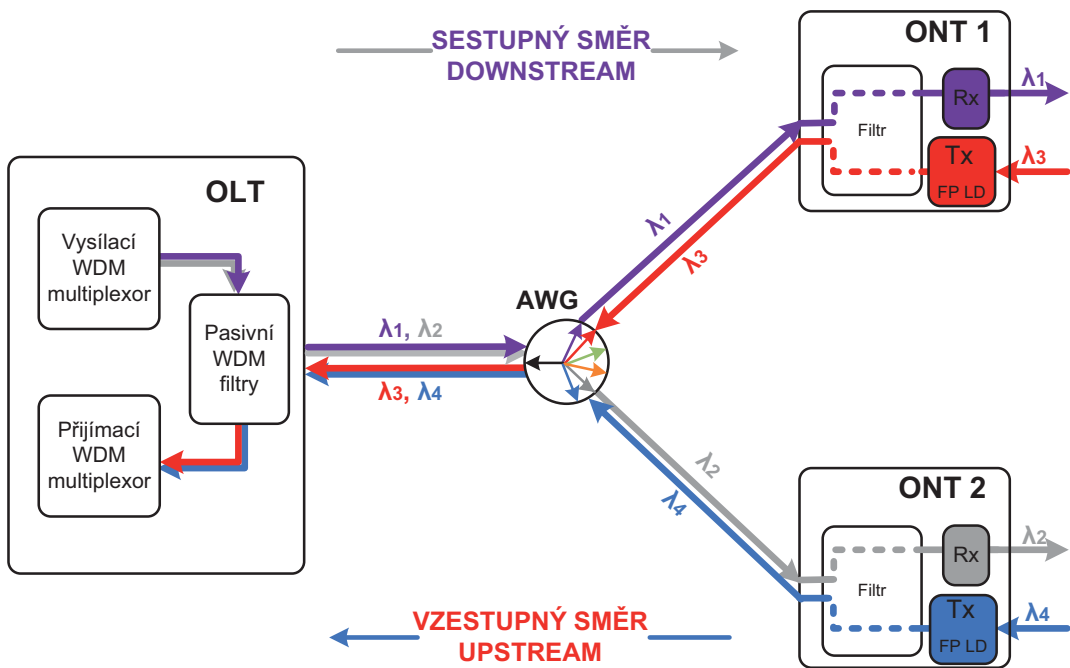 SESTUPNÝ SMĚR
DOWNSTREAM
ONT 1
Filtr
Rx
λ1
Tx
FP LD
λ3
OLT
Vysílací
WDM
multiplexor
Pasivní
WDM
filtry
Přijímací
WDM
multiplexor
λ1, λ2
λ3, λ4
AWG
λ1
λ3
λ2
λ4
ONT 2
Filtr
Rx
λ2
Tx
FP LD
λ4
VZESTUPNÝ SMĚR
UPSTREAM